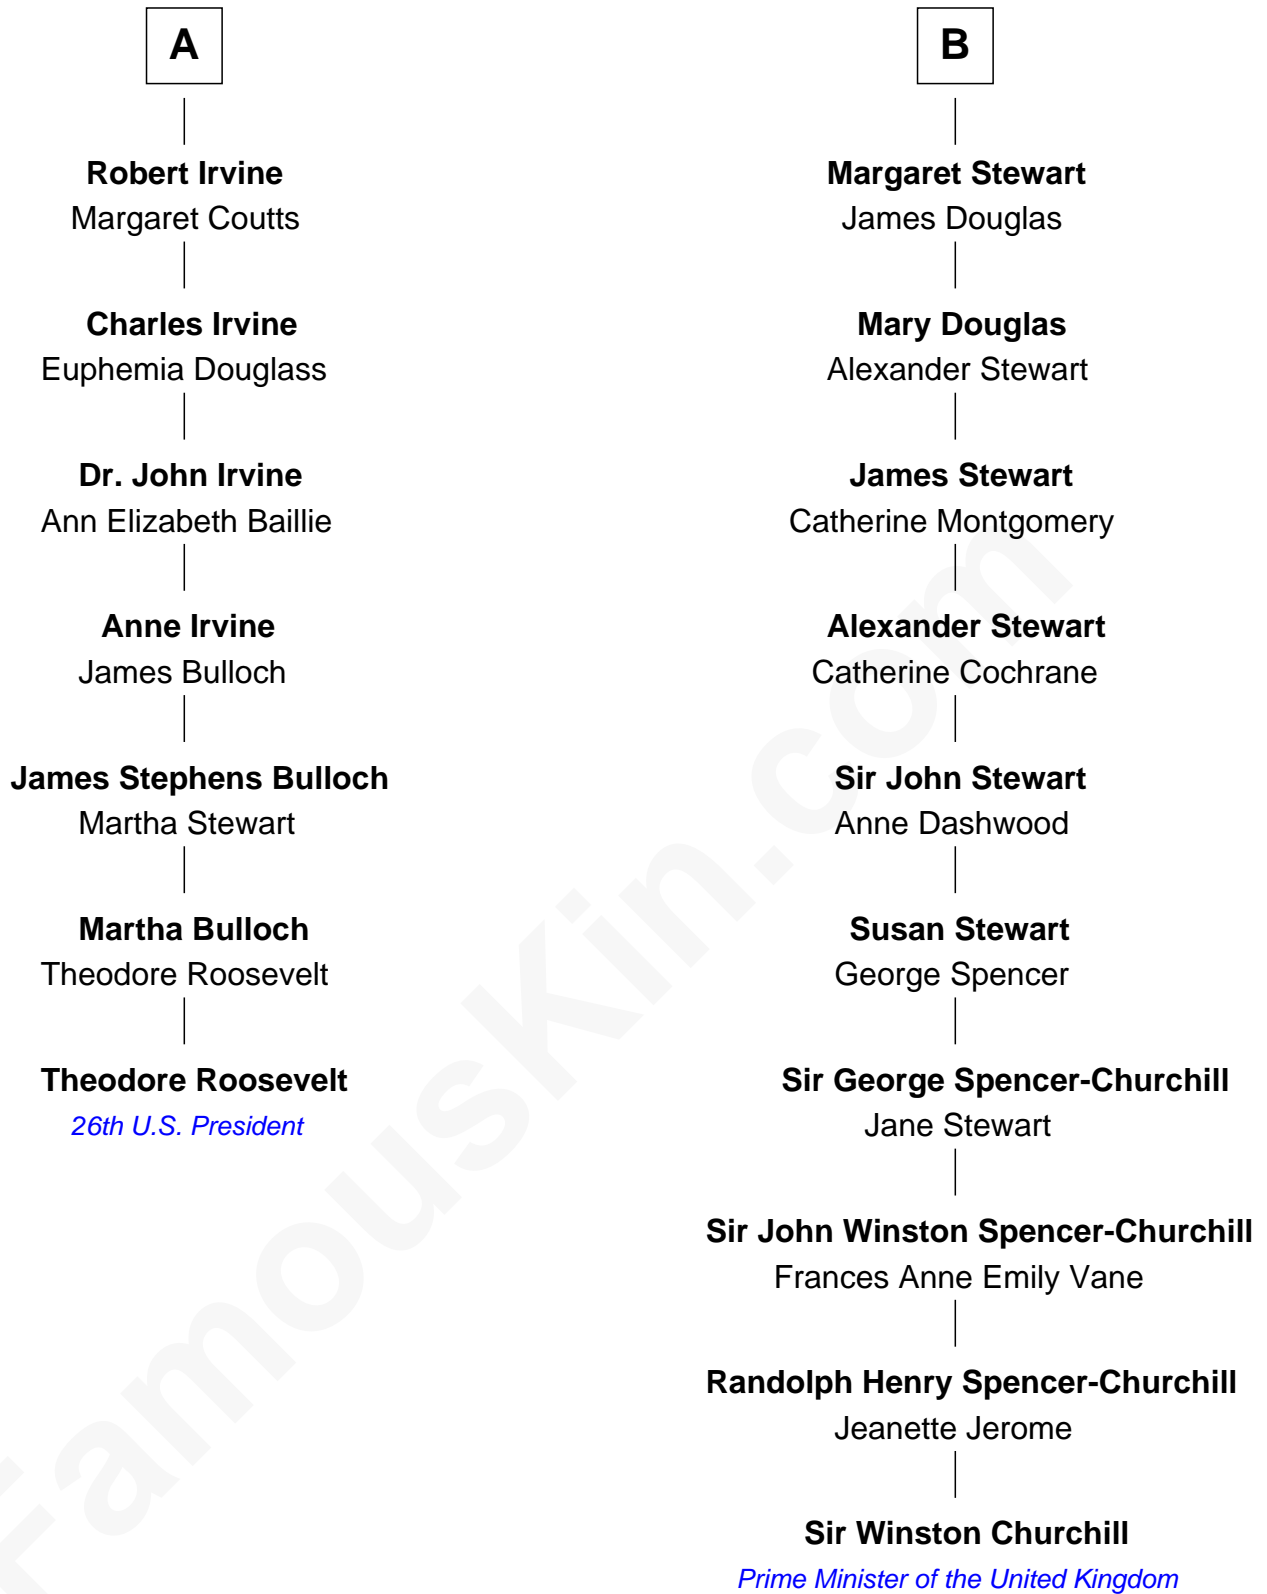 A
Robert Irvine
Margaret Coutts
Charles Irvine
Euphemia Douglass
Dr. John Irvine
Ann Elizabeth Baillie
Anne Irvine
James Bulloch
James Stephens Bulloch
Martha Stewart
Martha Bulloch
Theodore Roosevelt
Theodore Roosevelt
26th U.S. President
B
Margaret Stewart
James Douglas
Mary Douglas
Alexander Stewart
James Stewart
Catherine Montgomery
Alexander Stewart
Catherine Cochrane
Sir John Stewart
Anne Dashwood
Susan Stewart
George Spencer
Sir George Spencer-Churchill
Jane Stewart
Sir John Winston Spencer-Churchill
Frances Anne Emily Vane
Randolph Henry Spencer-Churchill
Jeanette Jerome
Sir Winston Churchill
Prime Minister of the United Kingdom
FamousKin.com